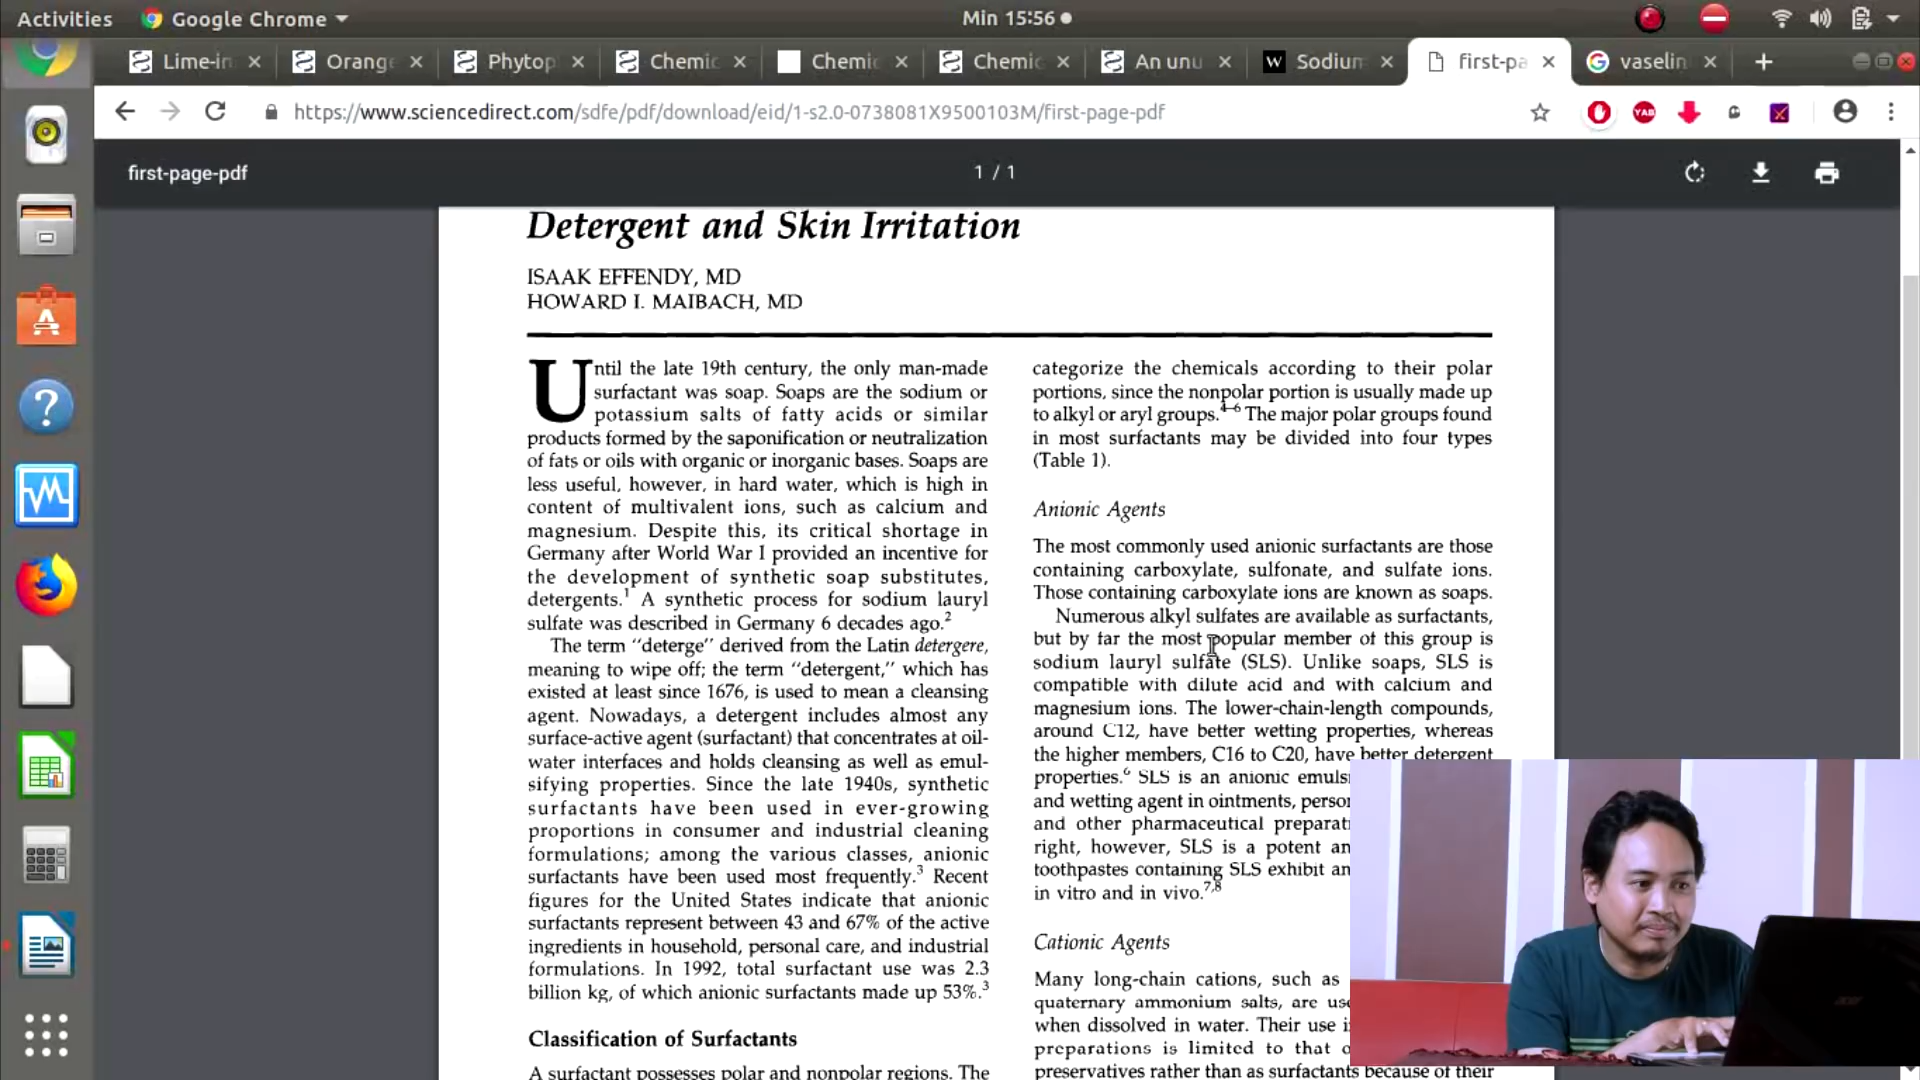 Activities
Google Chrome
Min 15:56
Lime-in
Orange
Phytop
Chemic
Chemic
Chemic
An unu
W
Sodium
first-pa
G
vaselin
https://www.sciencedirect.com/sdfe/pdf/download/eid/1-s2.0-0738081X9500103M/first-page-pdf
YAB
first-page-pdf
1 / 1
Detergent and Skin Irritation
ISAAK EFFENDY, MD
HOWARD I. MAIBACH, MD
Until the late 19th century, the only man-made
surfactant was soap. Soaps are the sodium or
potassium salts of fatty acids or similar
products formed by the saponification or neutralization
of fats or oils with organic or inorganic bases. Soaps are
less useful, however, in hard water, which is high in
content of multivalent ions, such as calcium and
magnesium. Despite this, its critical shortage in
Germany after World War I provided an incentive for
the development of synthetic soap substitutes,
detergents.1 A synthetic process for sodium lauryl
sulfate was described in Germany 6 decades ago.2
The term "deterge" derived from the Latin detergere,
meaning to wipe off; the term "detergent," which has
existed at least since 1676, is used to mean a cleansing
agent. Nowadays, a detergent includes almost any
surface-active agent (surfactant) that concentrates at oil-
water interfaces and holds cleansing as well as emul-
sifying properties. Since the late 1940s, synthetic
surfactants have been used in ever-growing
proportions in consumer and industrial cleaning
formulations; among the various classes, anionic
surfactants have been used most frequently.3 Recent
figures for the United States indicate that anionic
surfactants represent between 43 and 67% of the active
ingredients in household, personal care, and industrial
formulations. In 1992, total surfactant use was 2.3
billion kg, of which anionic surfactants made up 53%.3
Classification of Surfactants
A surfactant possesses polar and nonpolar regions. The
categorize the chemicals according to their polar
portions, since the nonpolar portion is usually made up
to alkyl or aryl groups.4–6 The major polar groups found
in most surfactants may be divided into four types
(Table 1).
Anionic Agents
The most commonly used anionic surfactants are those
containing carboxylate, sulfonate, and sulfate ions.
Those containing carboxylate ions are known as soaps.
Numerous alkyl sulfates are available as surfactants,
but by far the most popular member of this group is
sodium lauryl sulfate (SLS). Unlike soaps, SLS is
compatible with dilute acid and with calcium and
magnesium ions. The lower-chain-length compounds,
around C12, have better wetting properties, whereas
the higher members, C16 to C20, have better detergent
properties.6 SLS is an anionic emuls
and wetting agent in ointments, perso
and other pharmaceutical preparat
right, however, SLS is a potent an
toothpastes containing SLS exhibit an
in vitro and in vivo.7,8
Cationic Agents
Many long-chain cations, such as
quaternary ammonium salts, are use
when dissolved in water. Their use i
preparations is limited to that o
preservatives rather than as surfactants because of their
acer